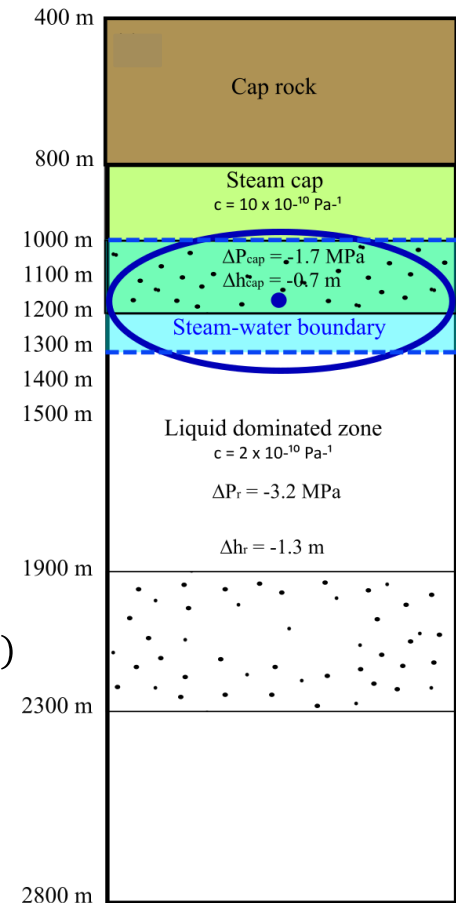 400 m
Cap rock
800 m
Steam cap
c = 10 x 10-¹⁰ Pa-¹
1000 m
ΔPcap = -1.7 MPa
1100 m
Δhcap = -0.7 m
1200 m
Steam-water boundary
1300 m
1400 m
1500 m
Liquid dominated zone
c = 2 x 10-¹⁰ Pa-¹
ΔPr = -3.2 MPa
Δhr = -1.3 m
1900 m
)
2300 m
2800 m